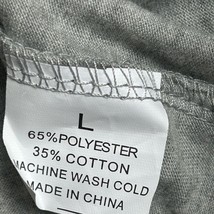 L
65%POLYESTER
35% COTTON
MACHINE WASH COLD
MADE IN CHINA